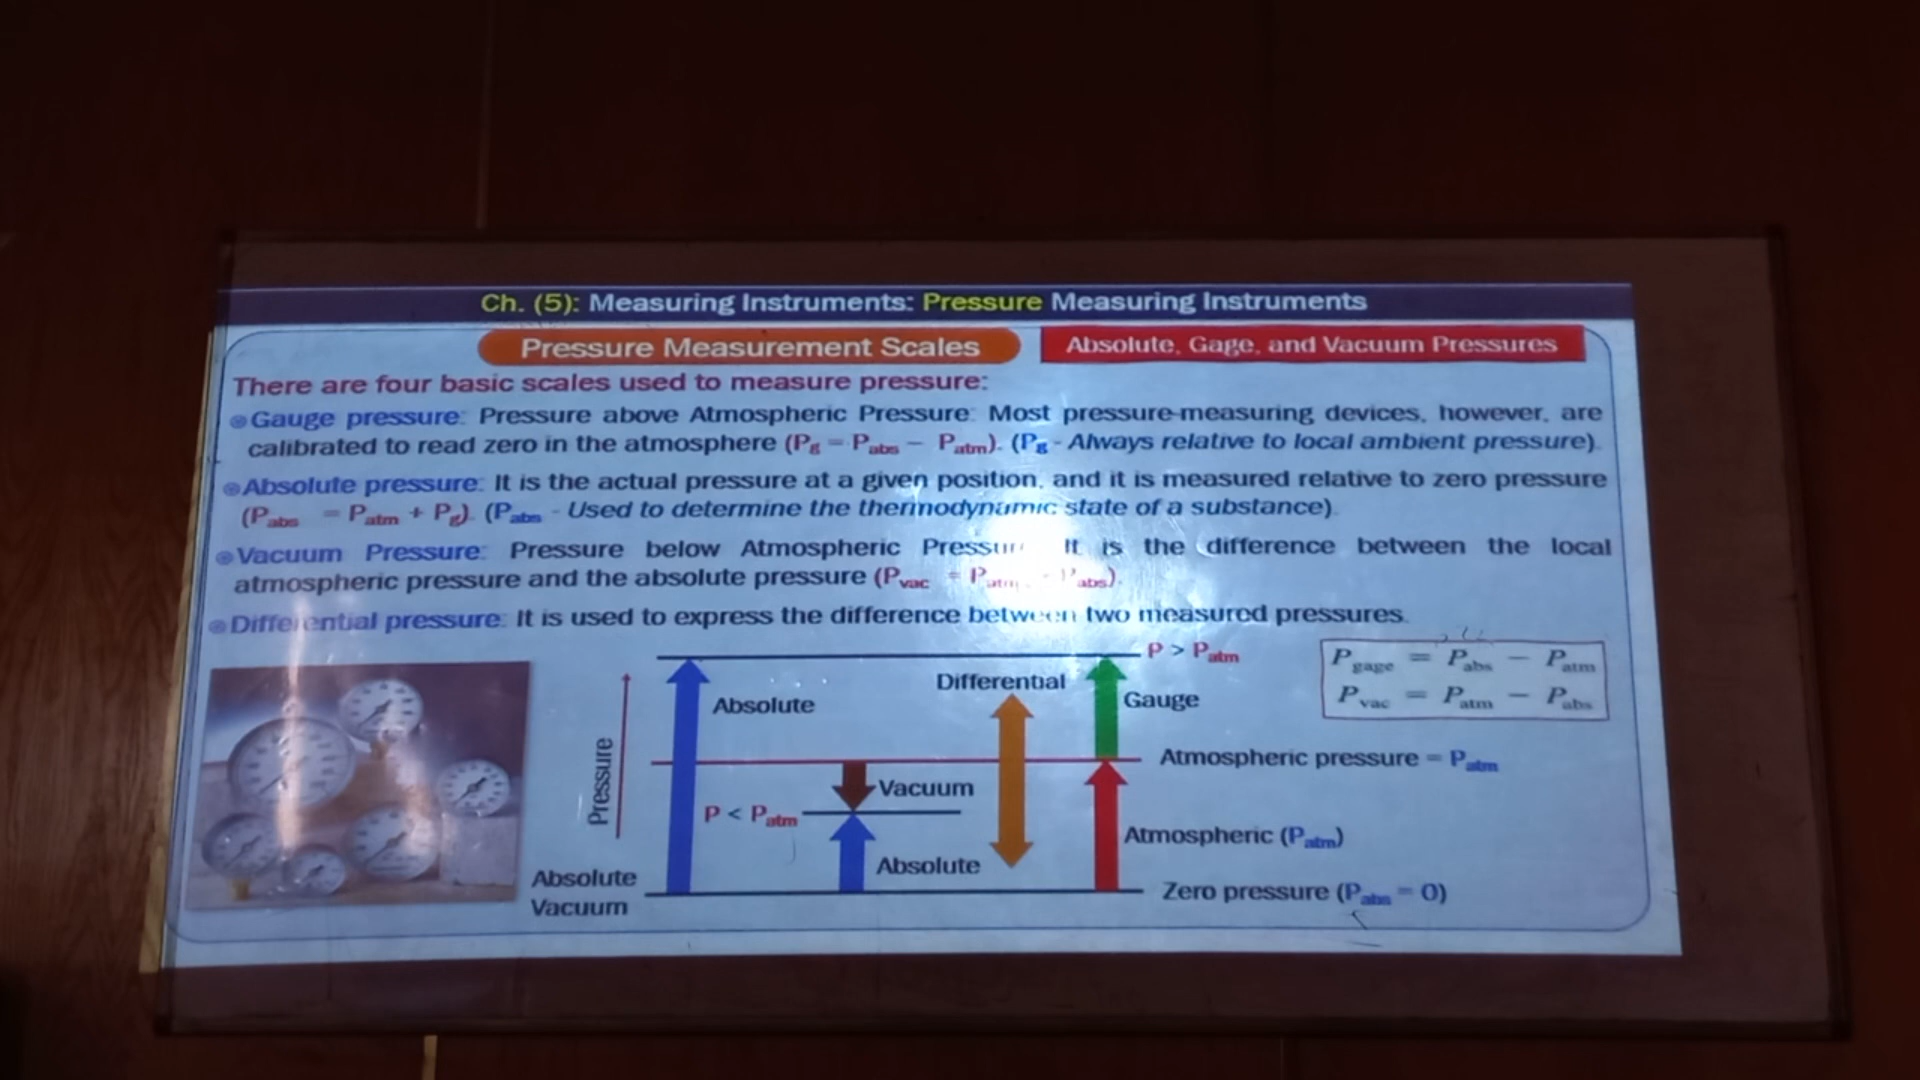 Ch. (5): Measuring Instruments: Pressure Measuring Instruments
Pressure Measurement Scales
Absolute, Gage, and Vacuum Pressures
There are four basic scales used to measure pressure:
Gauge pressure: Pressure above Atmospheric Pressure: Most pressure-measuring devices, however, are
calibrated to read zero in the atmosphere (Pg = Pabs − Patm). (Pg - Always relative to local ambient pressure).
Absolute pressure: It is the actual pressure at a given position, and it is measured relative to zero pressure
(Pabs = Patm + Pg). (Pabs - Used to determine the thermodynamic state of a substance).
Vacuum Pressure: Pressure below Atmospheric Pressure It is the difference between the local
atmospheric pressure and the absolute pressure (Pvac = Patm - Pabs).
Differential pressure: It is used to express the difference between two measured pressures.
P > Patm
Pgage = Pabs − Patm
Pvac = Patm − Pabs
Differential
Absolute
Gauge
Pressure
Atmospheric pressure = Patm
Vacuum
P < Patm
Atmospheric (Patm)
Absolute
Absolute
Vacuum
Zero pressure (Pabs = 0)